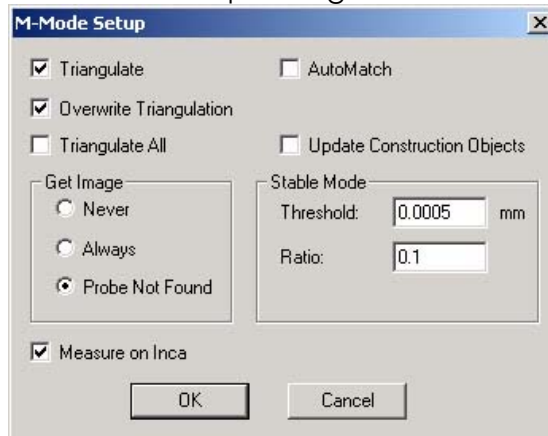 M-Mode Setup
Triangulate
AutoMatch
Overwrite Triangulation
Triangulate All
Update Construction Objects
Get Image
Never
Always
Probe Not Found
Stable Mode
Threshold: 0.0005 mm
Ratio: 0.1
Measure on Inca
OK
Cancel